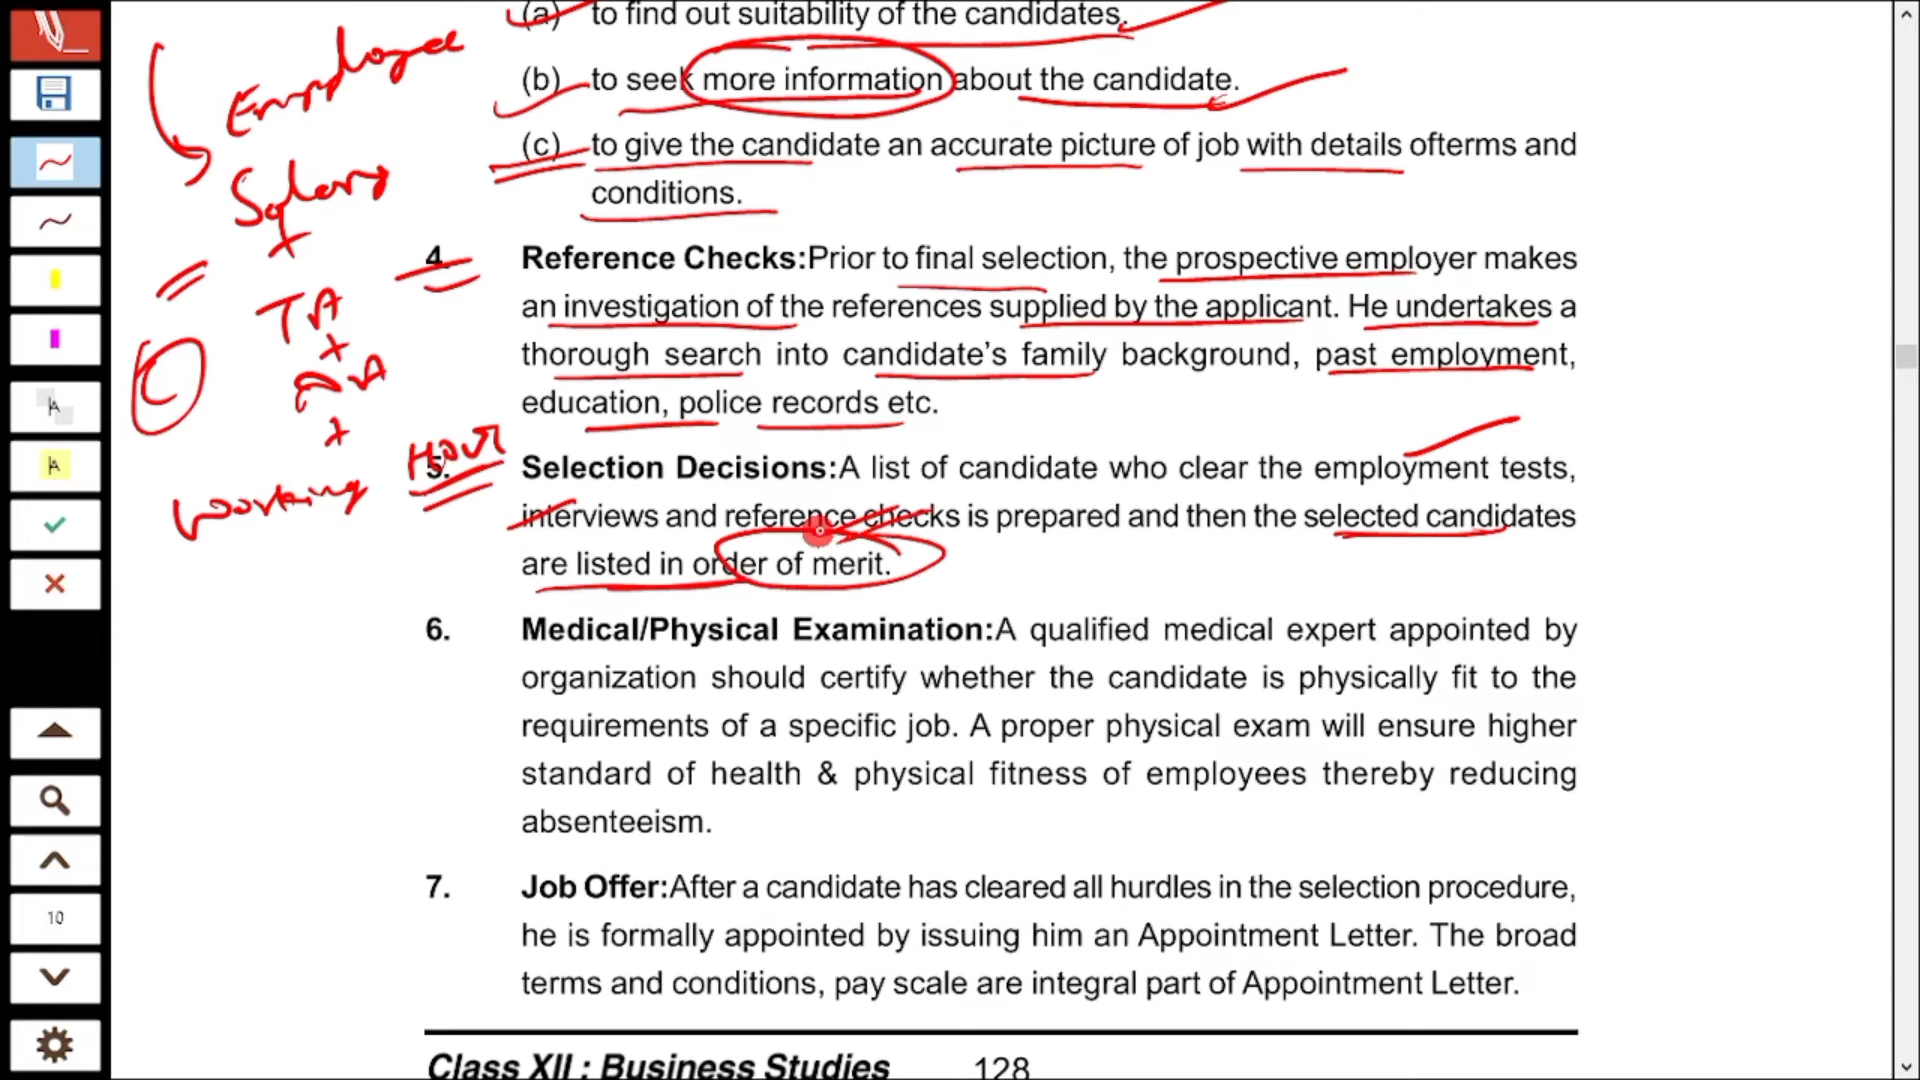 (a) to find out suitability of the candidates.
Employee
(b) to seek more information about the candidate.
(c) to give the candidate an accurate picture of job with details ofterms and
conditions.
Salary
+
4. Reference Checks:Prior to final selection, the prospective employer makes
an investigation of the references supplied by the applicant. He undertakes a
TA
+
thorough search into candidate's family background, past employment,
education, police records etc.
+
Hour
5. Selection Decisions:A list of candidate who clear the employment tests,
working
interviews and reference checks is prepared and then the selected candidates
are listed in order of merit.
6. Medical/Physical Examination:A qualified medical expert appointed by
organization should certify whether the candidate is physically fit to the
requirements of a specific job. A proper physical exam will ensure higher
standard of health & physical fitness of employees thereby reducing
absenteeism.
7. Job Offer:After a candidate has cleared all hurdles in the selection procedure,
he is formally appointed by issuing him an Appointment Letter. The broad
10
terms and conditions, pay scale are integral part of Appointment Letter.
Class XII : Business Studies 128